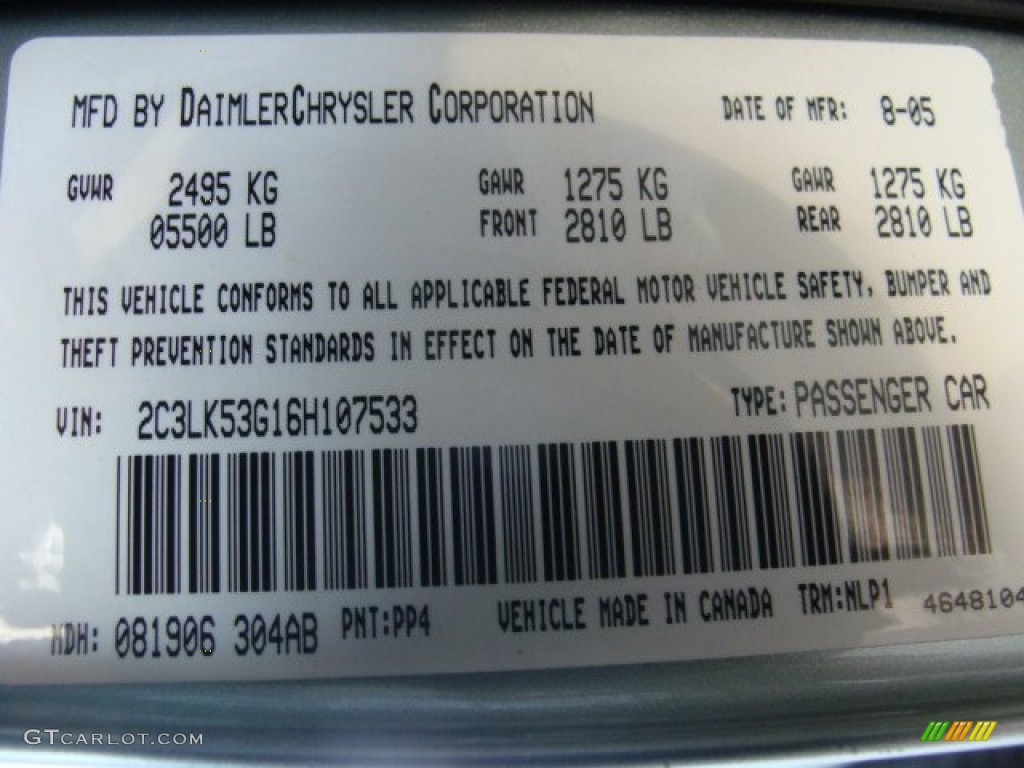 MFD BY DAIMLERCHRYSLER CORPORATION DATE OF MFR: 8-05
GVWR 2495 KG GAWR 1275 KG GAWR 1275 KG
05500 LB FRONT 2810 LB REAR 2810 LB
THIS VEHICLE CONFORMS TO ALL APPLICABLE FEDERAL MOTOR VEHICLE SAFETY, BUMPER AND
THEFT PREVENTION STANDARDS IN EFFECT ON THE DATE OF MANUFACTURE SHOWN ABOVE.
VIN: 2C3LK53G16H107533 TYPE: PASSENGER CAR
MDH: 081906 304AB PNT:PP4 VEHICLE MADE IN CANADA TRM:NLP1 4648104
GTCARLOT.COM